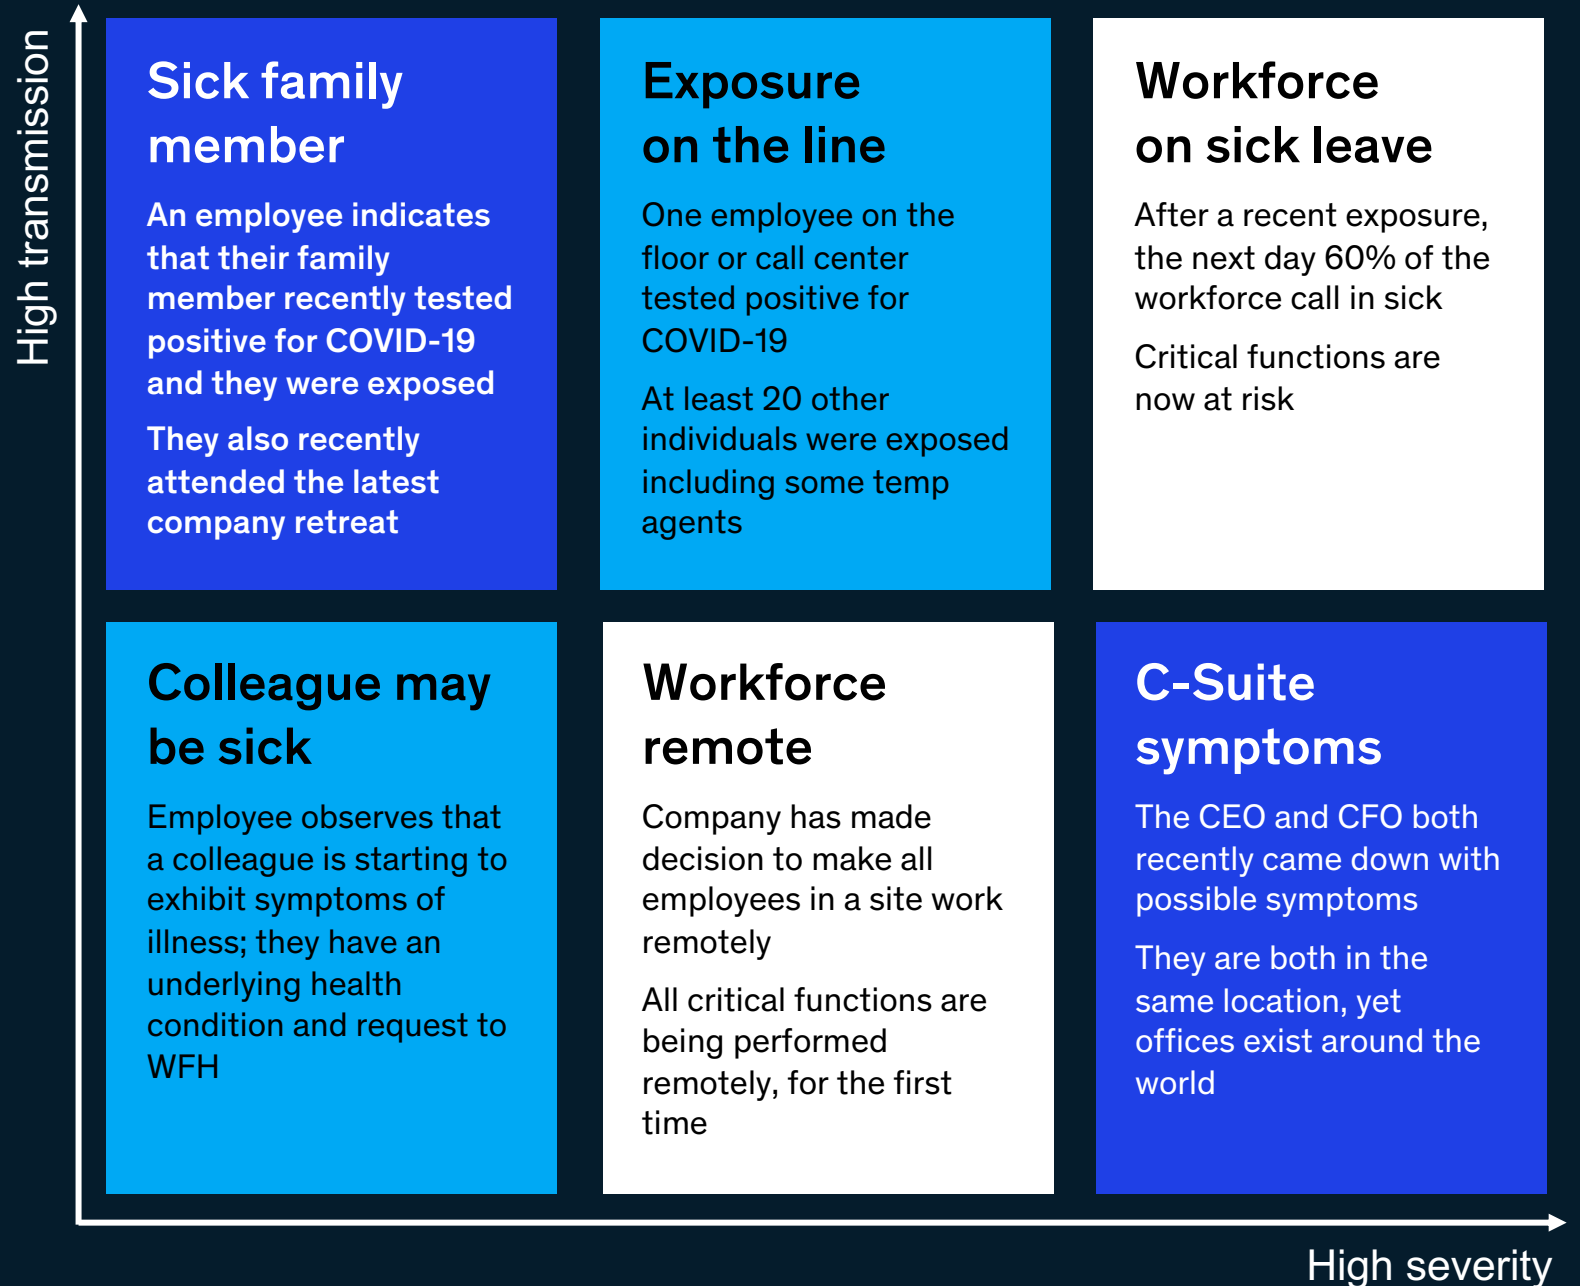 High transmission
Sick family
member
An employee indicates
that their family
member recently tested
positive for COVID-19
and they were exposed
They also recently
attended the latest
company retreat
Exposure
on the line
One employee on the
floor or call center
tested positive for
COVID-19
At least 20 other
individuals were exposed
including some temp
agents
Workforce
on sick leave
After a recent exposure,
the next day 60% of the
workforce call in sick
Critical functions are
now at risk
Colleague may
be sick
Employee observes that
a colleague is starting to
exhibit symptoms of
illness; they have an
underlying health
condition and request to
WFH
Workforce
remote
Company has made
decision to make all
employees in a site work
remotely
All critical functions are
being performed
remotely, for the first
time
C-Suite
symptoms
The CEO and CFO both
recently came down with
possible symptoms
They are both in the
same location, yet
offices exist around the
world
High severity